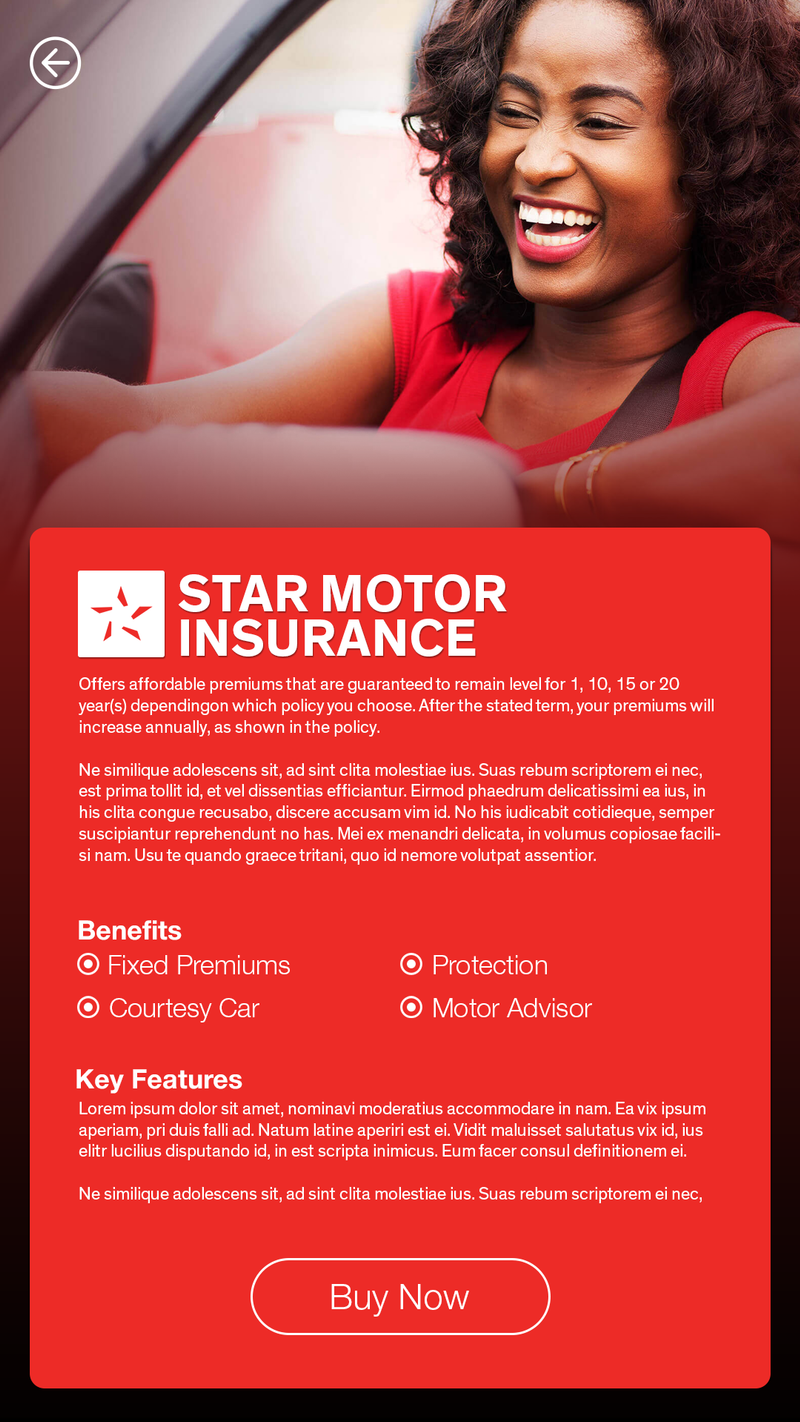 STAR MOTOR
INSURANCE
Offers affordable premiums that are guaranteed to remain level for 1, 10, 15 or 20
year(s) dependingon which policy you choose. After the stated term, your premiums will
increase annually, as shown in the policy.
Ne similique adolescens sit, ad sint clita molestiae ius. Suas rebum scriptorem ei nec,
est prima tollit id, et vel dissentias efficiantur. Eirmod phaedrum delicatissimi ea ius, in
his clita congue recusabo, discere accusam vim id. No his iudicabit cotidieque, semper
suscipiantur reprehendunt no has. Mei ex menandri delicata, in volumus copiosae facili-
si nam. Usu te quando graece tritani, quo id nemore volutpat assentior.
Benefits
Fixed Premiums
Protection
Courtesy Car
Motor Advisor
Key Features
Lorem ipsum dolor sit amet, nominavi moderatius accommodare in nam. Ea vix ipsum
aperiam, pri duis falli ad. Natum latine aperiri est ei. Vidit maluisset salutatus vix id, ius
elitr lucilius disputando id, in est scripta inimicus. Eum facer consul definitionem ei.
Ne similique adolescens sit, ad sint clita molestiae ius. Suas rebum scriptorem ei nec,
Buy Now